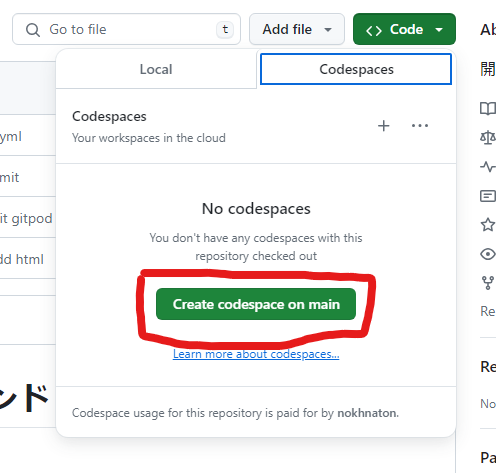 Go to file
t
Add file
Code
Ab
Local
Codespaces
開
Codespaces
Your workspaces in the cloud
yml
mit
it gitpod
dd html
No codespaces
You don't have any codespaces with this
repository checked out
Create codespace on main
Learn more about codespaces...
Re
Re
ンド
No
Codespace usage for this repository is paid for by nokhnaton.
Pa